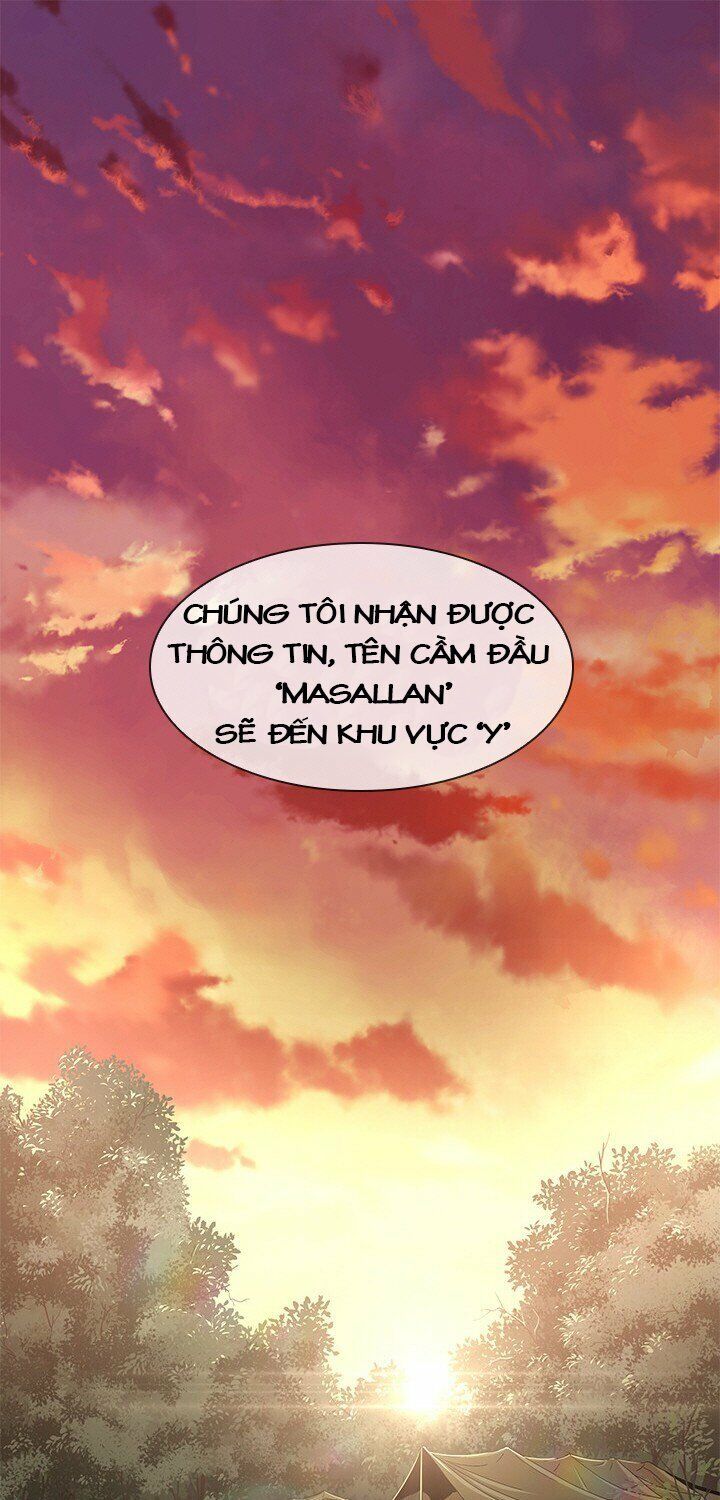 CHÚNG TÔI NHẬN ĐƯỢC
THÔNG TIN, TÊN CẦM ĐẦU
‘MASALLAN’
SẼ ĐẾN KHU VỰC ‘Y’